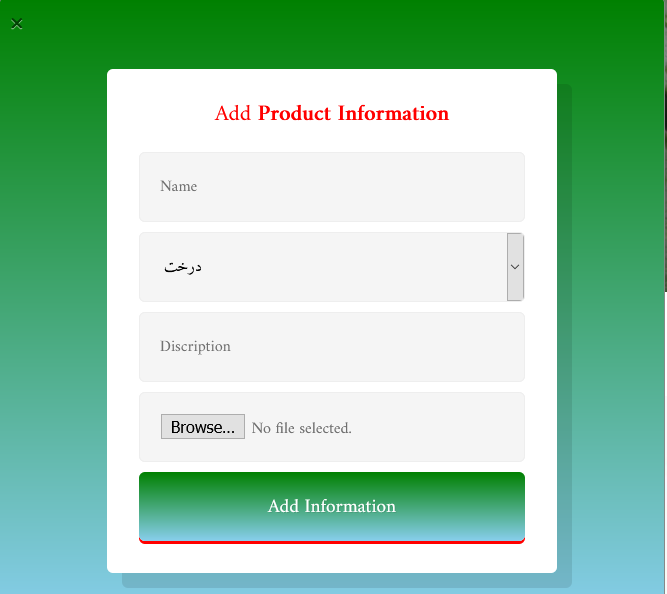 Add Product Information
Name
درخت
Discription
Browse... No file selected.
Add Information